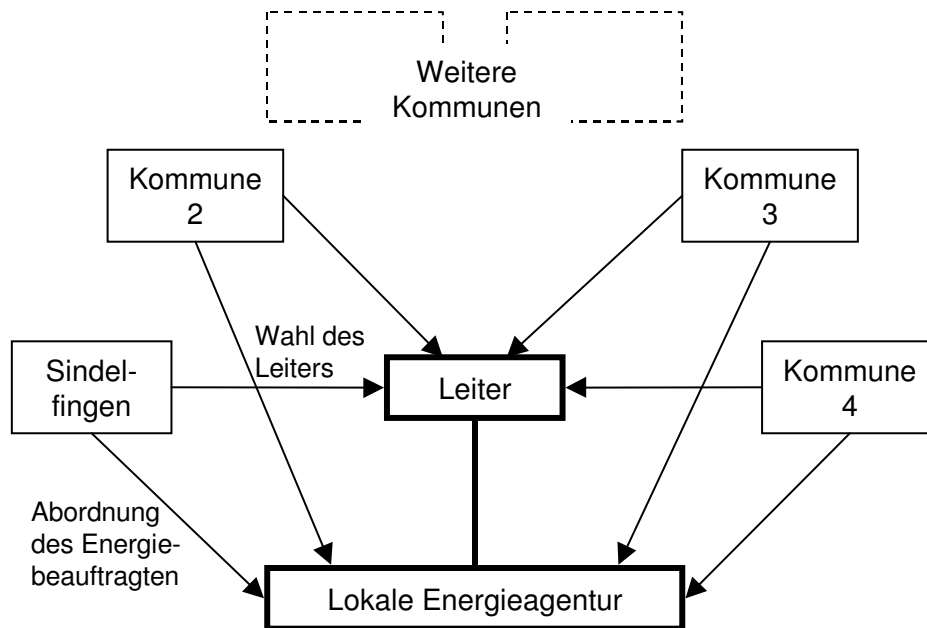 Weitere
Kommunen
Kommune
2
Kommune
3
Wahl des
Leiters
Sindel-
fingen
Leiter
Kommune
4
Abordnung
des Energie-
beauftragten
Lokale Energieagentur